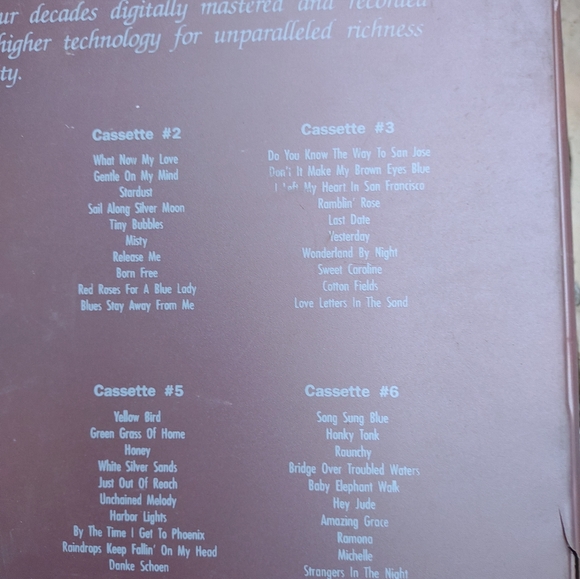 ur decades digitally mastered and recorded
higher technology for unparalleled richness
ty.
Cassette #2
What Now My Love
Gentle On My Mind
Stardust
Sail Along Silver Moon
Tiny Bubbles
Misty
Release Me
Born Free
Red Roses For A Blue Lady
Blues Stay Away From Me
Cassette #3
Do You Know The Way To San Jose
Don't It Make My Brown Eyes Blue
I Left My Heart In San Francisco
Ramblin' Rose
Last Date
Yesterday
Wonderland By Night
Sweet Caroline
Cotton Fields
Love Letters In The Sand
Cassette #5
Yellow Bird
Green Grass Of Home
Honey
White Silver Sands
Just Out Of Reach
Unchained Melody
Harbor Lights
By The Time I Get To Phoenix
Raindrops Keep Fallin' On My Head
Danke Schoen
Cassette #6
Song Sung Blue
Honky Tonk
Raunchy
Bridge Over Troubled Waters
Baby Elephant Walk
Hey Jude
Amazing Grace
Ramona
Michelle
Strangers In The Night